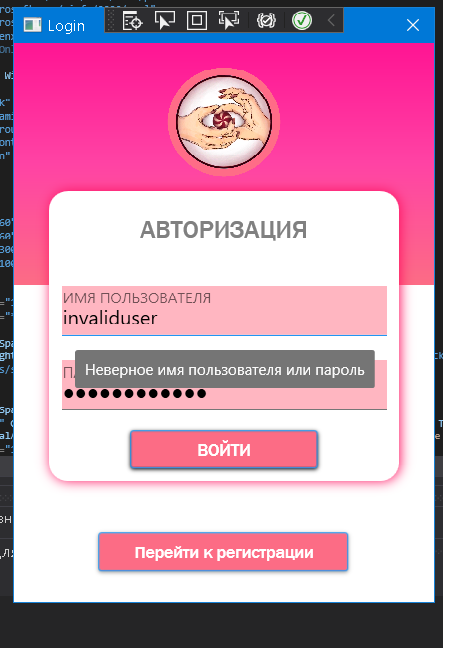 Login
АВТОРИЗАЦИЯ
ИМЯ ПОЛЬЗОВАТЕЛЯ
invaliduser
Неверное имя пользователя или пароль
ВОЙТИ
Перейти к регистрации